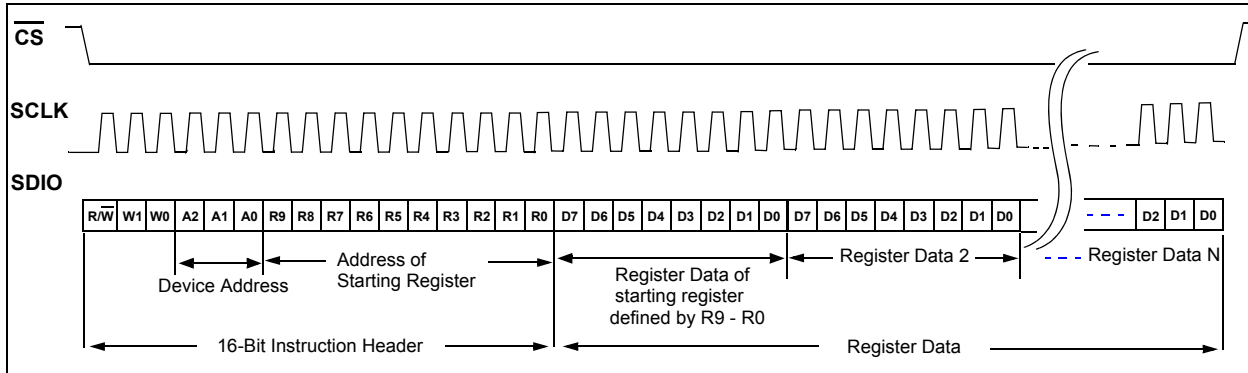 CS
SCLK
SDIO
R/W W1 W0 A2 A1 A0 R9 R8 R7 R6 R5 R4 R3 R2 R1 R0 D7 D6 D5 D4 D3 D2 D1 D0 D7 D6 D5 D4 D3 D2 D1 D0 D2 D1 D0
Device Address
Address of
Starting Register
Register Data of
starting register
defined by R9 - R0
Register Data 2
Register Data N
16-Bit Instruction Header
Register Data